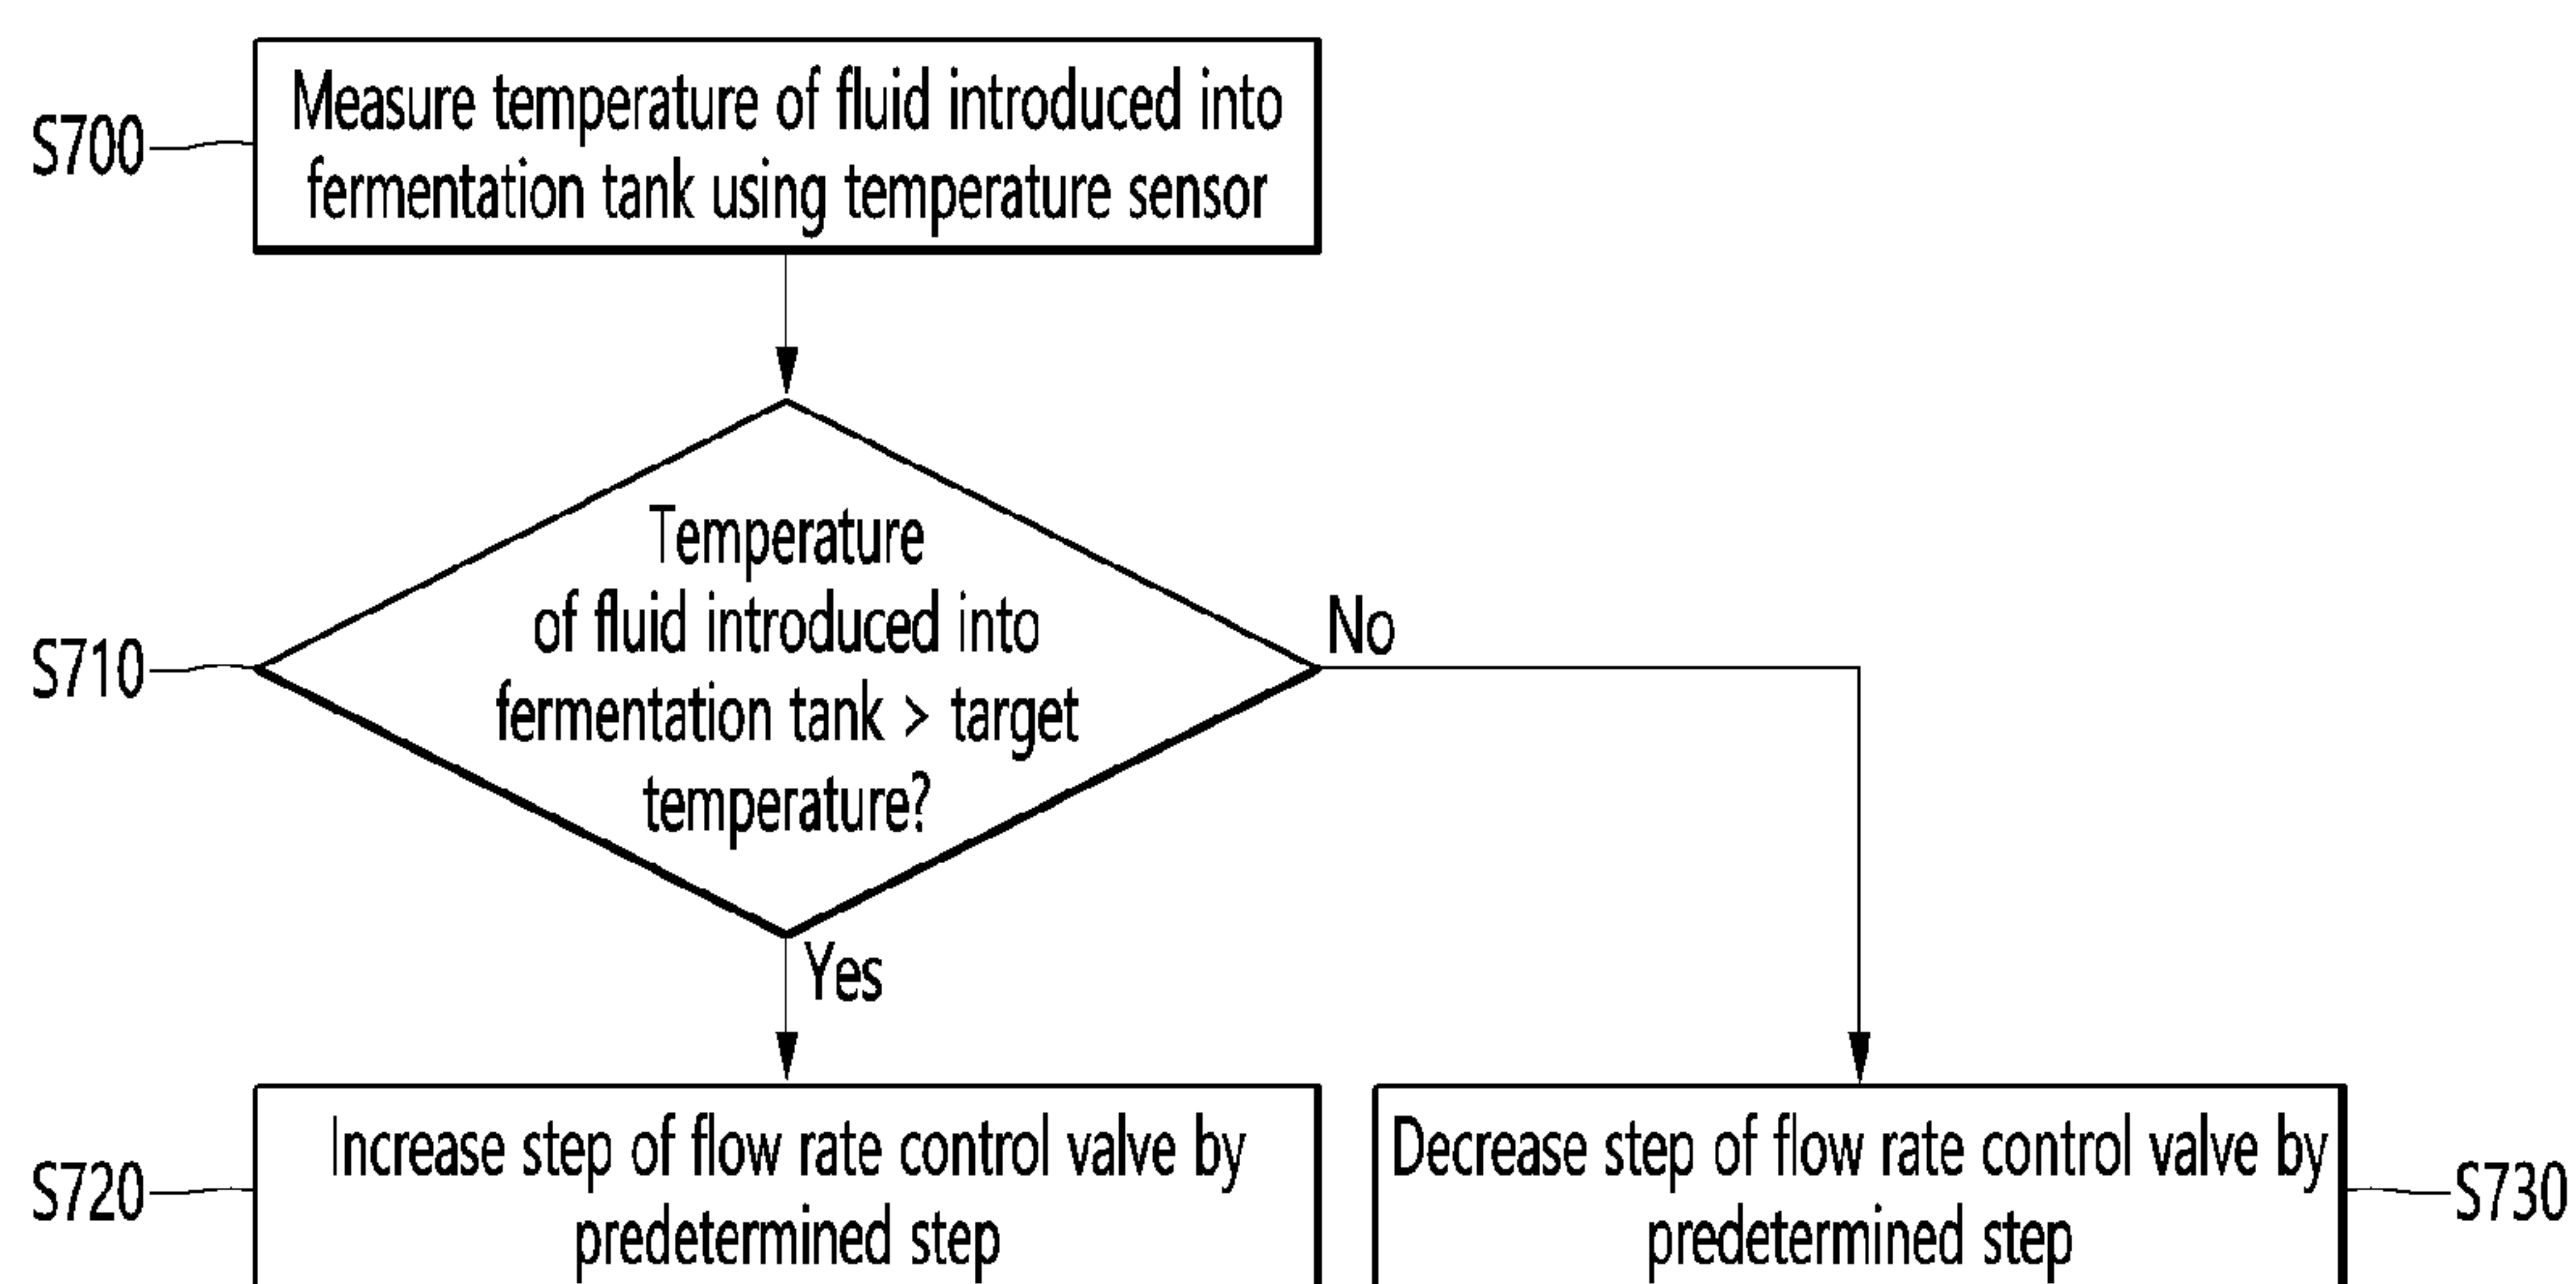 S700
Measure temperature of fluid introduced into
fermentation tank using temperature sensor
S710
Temperature
of fluid introduced into
fermentation tank > target
temperature?
No
Yes
S720
Increase step of flow rate control valve by
predetermined step
Decrease step of flow rate control valve by
predetermined step
S730